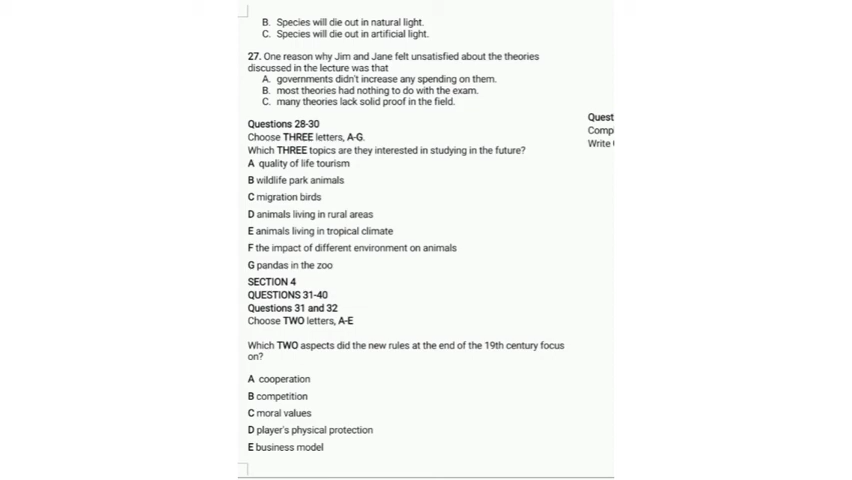 B. Species will die out in natural light.
C. Species will die out in artificial light.
27. One reason why Jim and Jane felt unsatisfied about the theories
discussed in the lecture was that
A. governments didn't increase any spending on them.
B. most theories had nothing to do with the exam.
C. many theories lack solid proof in the field.
Questions 28-30
Choose THREE letters, A-G.
Which THREE topics are they interested in studying in the future?
A quality of life tourism
B wildlife park animals
C migration birds
D animals living in rural areas
E animals living in tropical climate
F the impact of different environment on animals
G pandas in the zoo
SECTION 4
QUESTIONS 31-40
Questions 31 and 32
Choose TWO letters, A-E
Which TWO aspects did the new rules at the end of the 19th century focus
on?
A cooperation
B competition
C moral values
D player's physical protection
E business model
Quest
Compl
Write